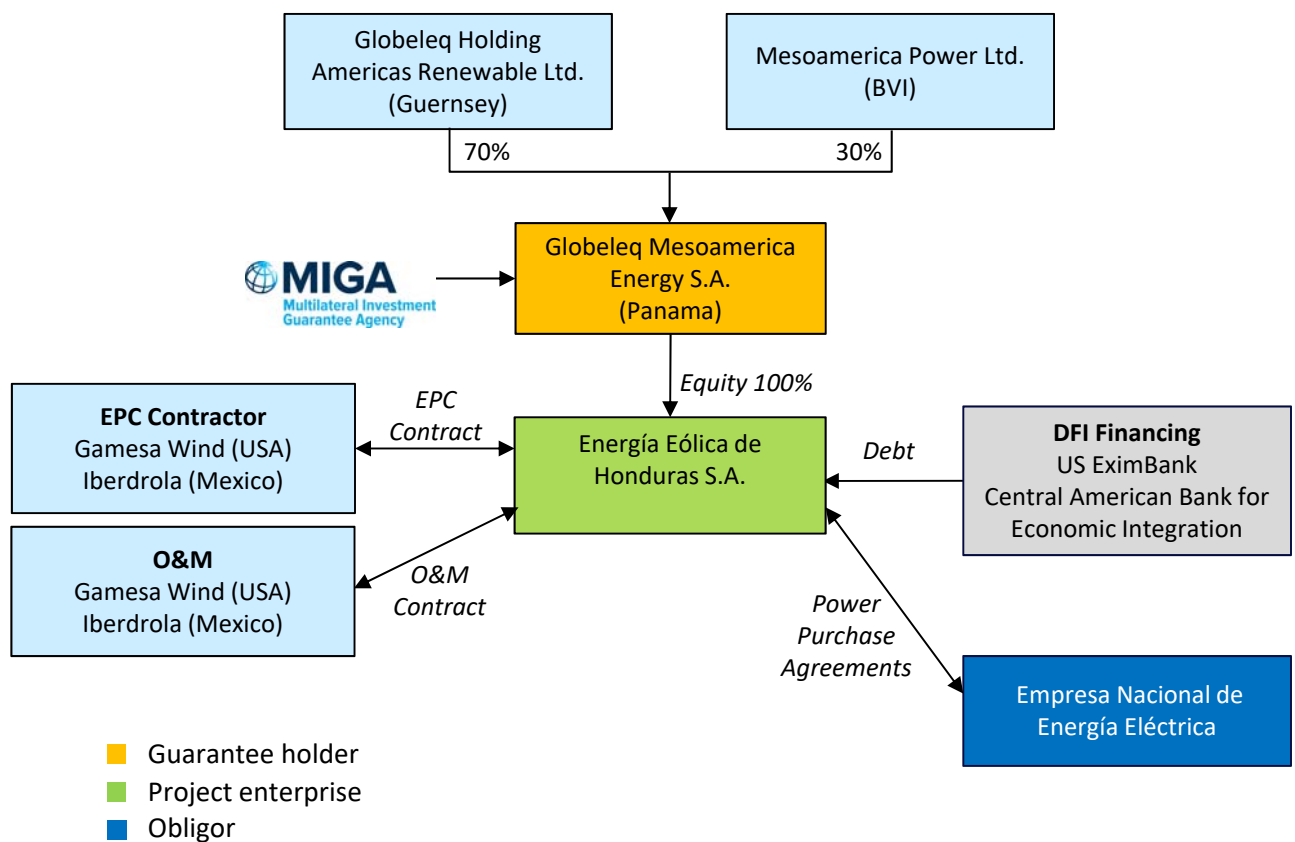 Globeleq Holding
Americas Renewable Ltd.
(Guernsey)
Mesoamerica Power Ltd.
(BVI)
70%
30%
MIGA
Multilateral Investment
Guarantee Agency
Globeleq Mesoamerica
Energy S.A.
(Panama)
Equity 100%
EPC Contractor
Gamesa Wind (USA)
Iberdrola (Mexico)
EPC
Contract
Energía Eólica de
Honduras S.A.
Debt
DFI Financing
US EximBank
Central American Bank for
Economic Integration
O&M
Gamesa Wind (USA)
Iberdrola (Mexico)
O&M
Contract
Power
Purchase
Agreements
Empresa Nacional de
Energía Eléctrica
Guarantee holder
Project enterprise
Obligor